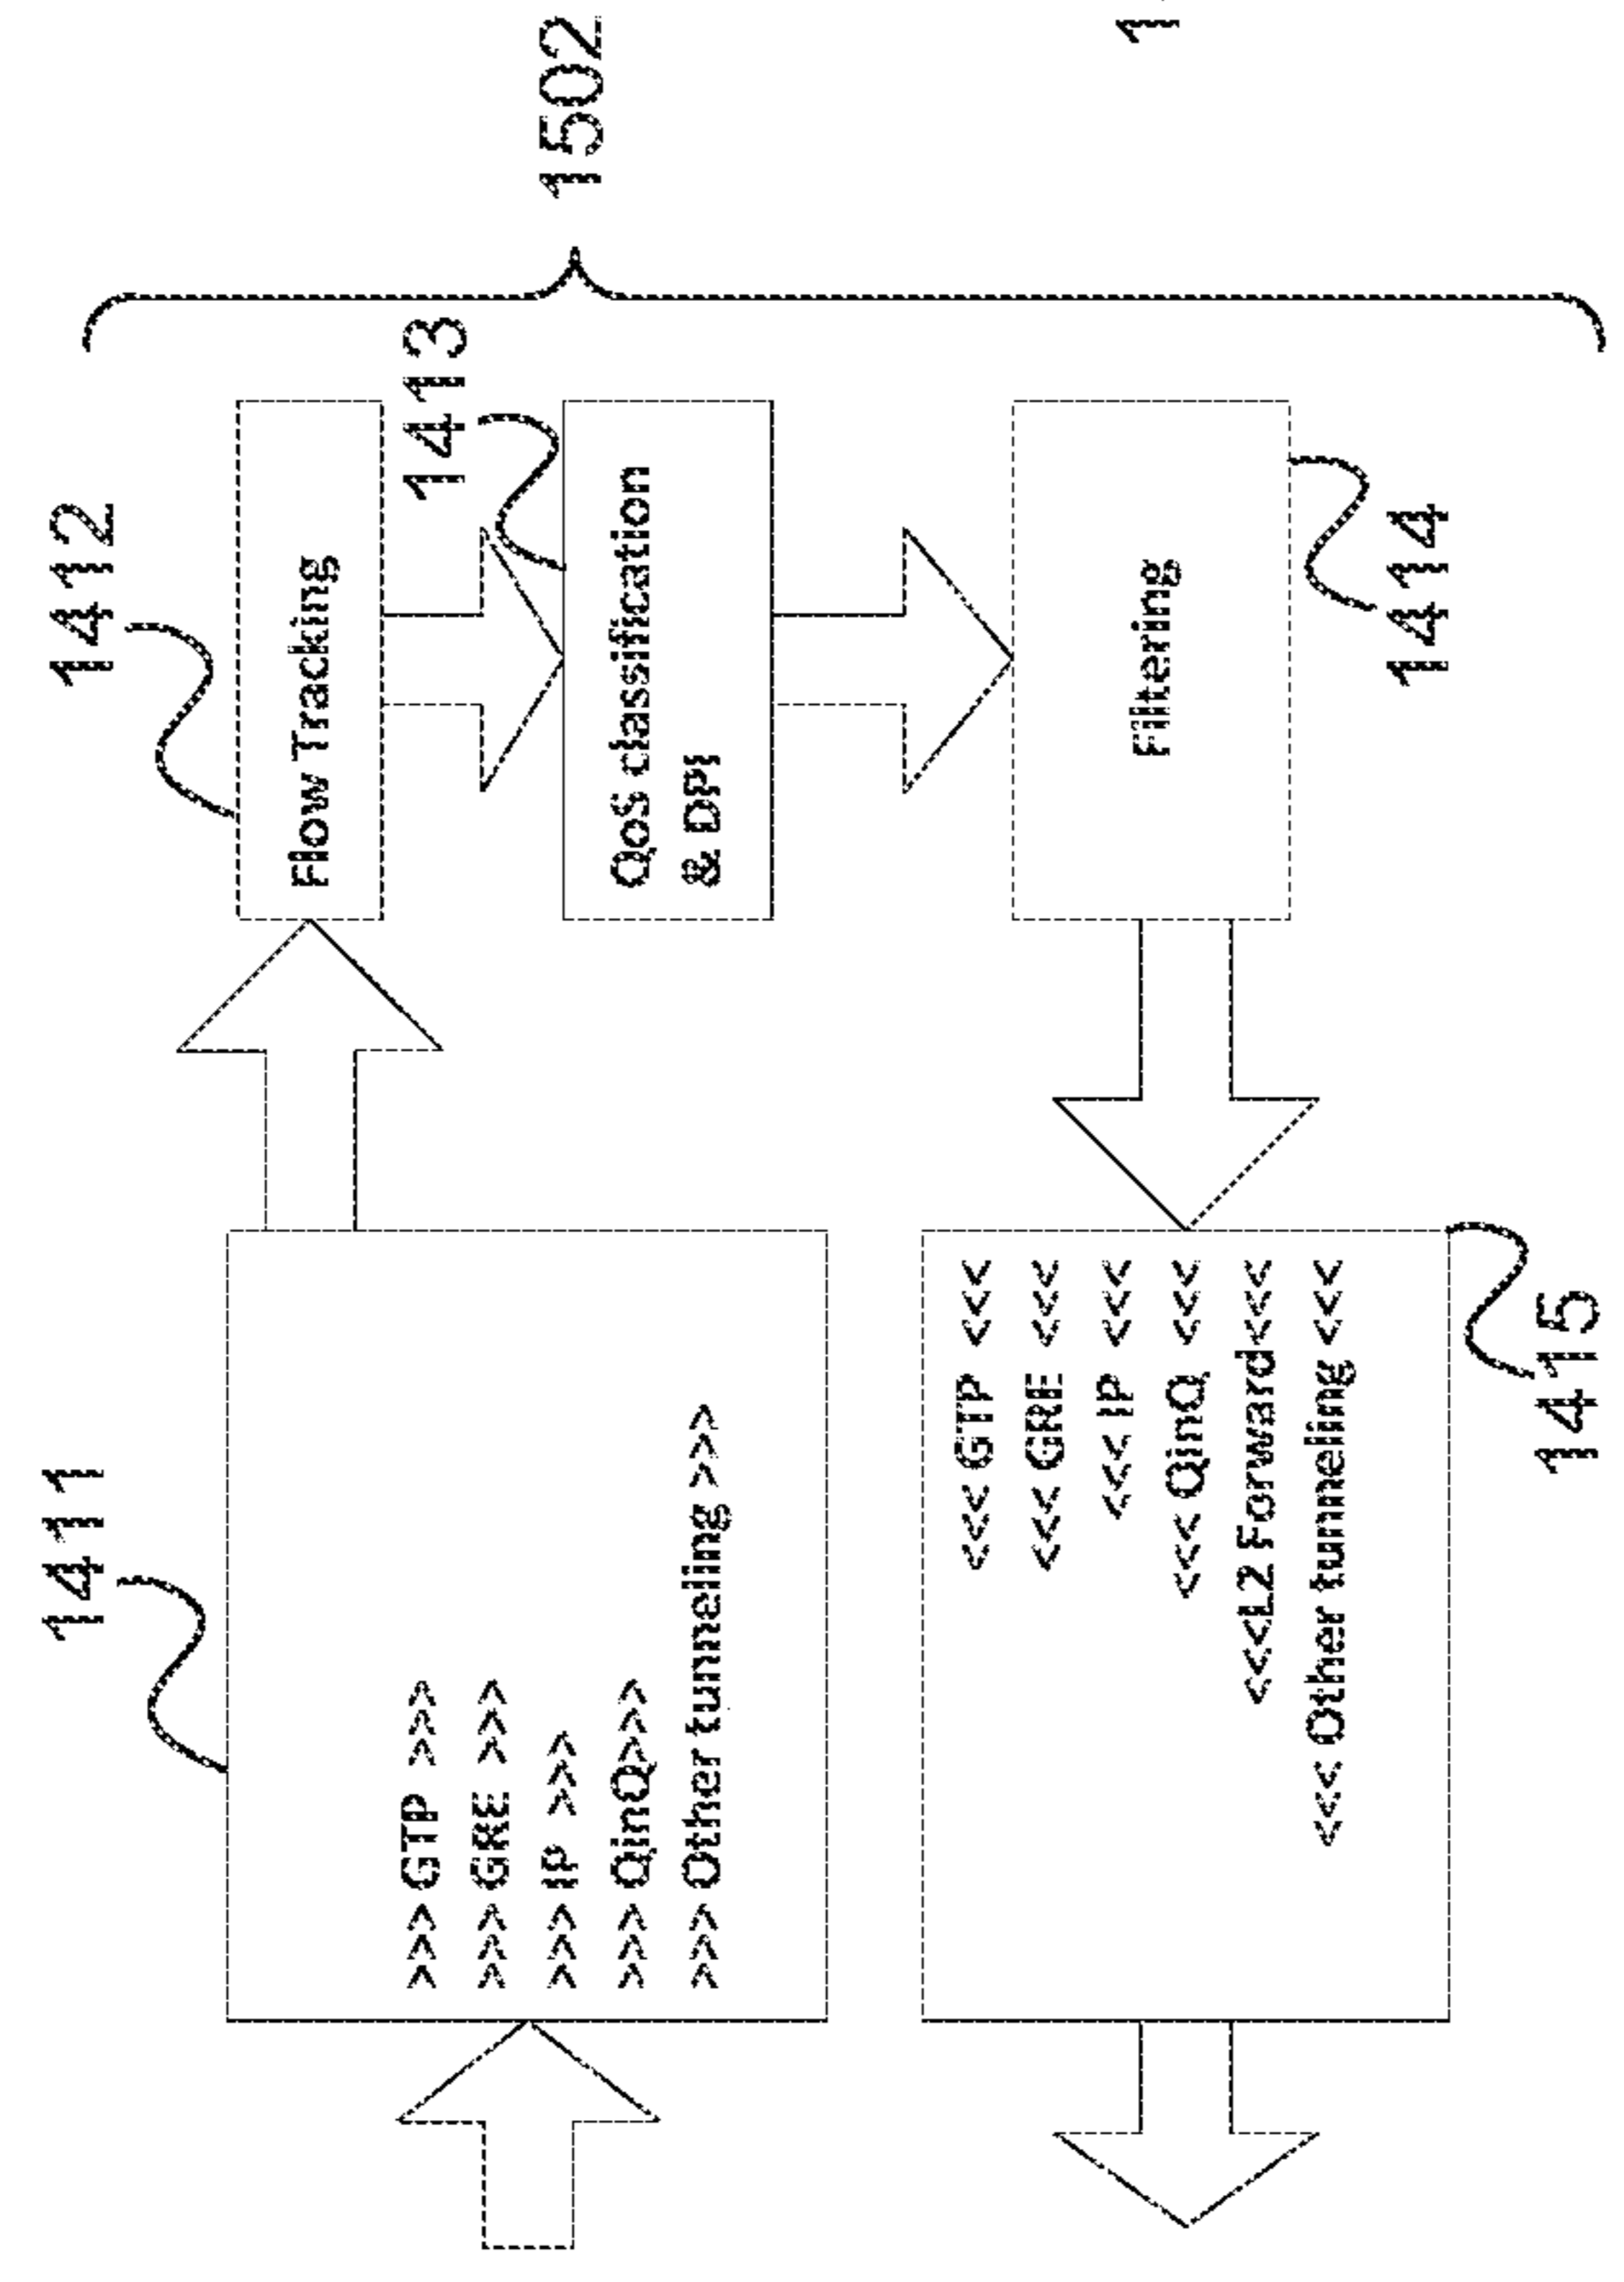 1411
>>> GTP >>>
>>> GRE >>>
>>> IP >>>
>>> QinQ>>>
>>> Other tunneling >>>
1412
Flow Tracking
1413
QoS classification
& DPI
1502
Filtering
1414
<<< GTP <<<
<<< GRE <<<
<<< IP <<<
<<< QinQ <<<
<<<L2 Forward<<<
<<< Other tunneling <<<
1415